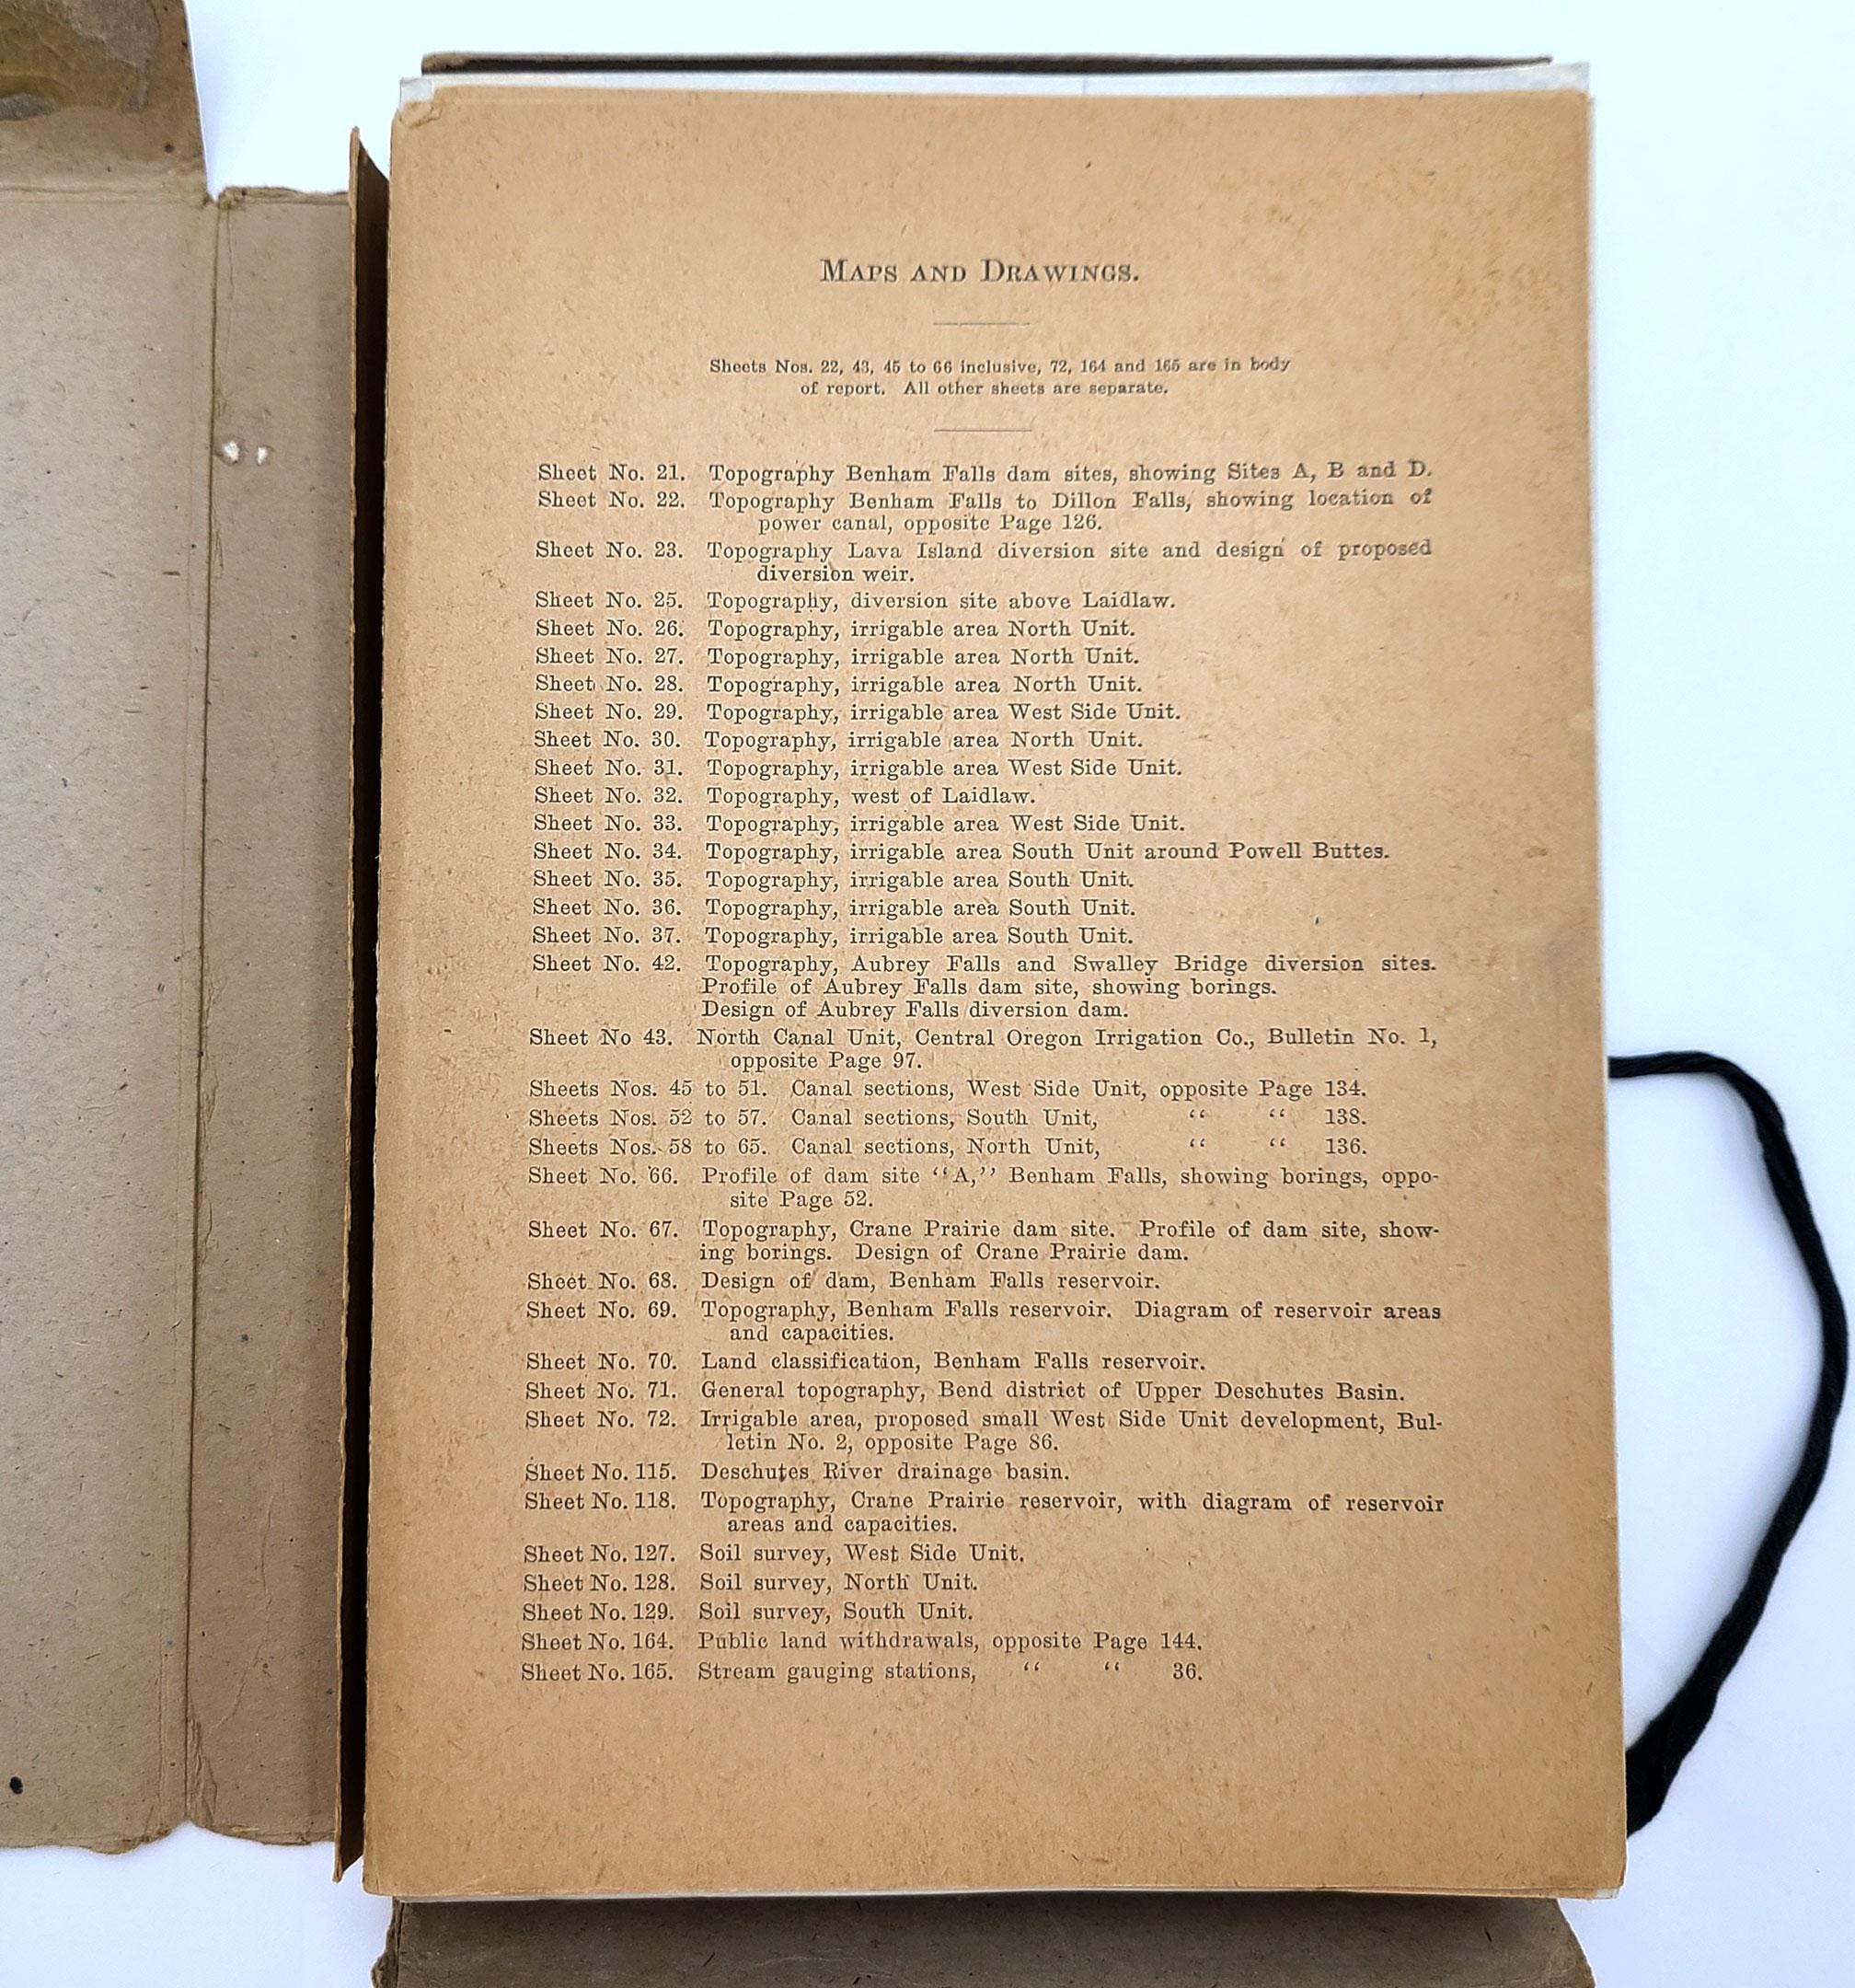 MAPS AND DRAWINGS.
Sheets Nos. 22, 43, 45 to 66 inclusive, 72, 164 and 165 are in body
of report. All other sheets are separate.
Sheet No. 21. Topography Benham Falls dam sites, showing Sites A, B and D.
Sheet No. 22. Topography Benham Falls to Dillon Falls, showing location of
power canal, opposite Page 126.
Sheet No. 23. Topography Lava Island diversion site and design of proposed
diversion weir.
Sheet No. 25. Topography, diversion site above Laidlaw.
Sheet No. 26. Topography, irrigable area North Unit.
Sheet No. 27. Topography, irrigable area North Unit.
Sheet No. 28. Topography, irrigable area North Unit.
Sheet No. 29. Topography, irrigable area West Side Unit.
Sheet No. 30. Topography, irrigable area North Unit.
Sheet No. 31. Topography, irrigable area West Side Unit.
Sheet No. 32. Topography, west of Laidlaw.
Sheet No. 33. Topography, irrigable area West Side Unit.
Sheet No. 34. Topography, irrigable area South Unit around Powell Buttes.
Sheet No. 35. Topography, irrigable area South Unit.
Sheet No. 36. Topography, irrigable area South Unit.
Sheet No. 37. Topography, irrigable area South Unit.
Sheet No. 42. Topography, Aubrey Falls and Swalley Bridge diversion sites.
Profile of Aubrey Falls dam site, showing borings.
Design of Aubrey Falls diversion dam.
Sheet No 43. North Canal Unit, Central Oregon Irrigation Co., Bulletin No. 1,
opposite Page 97.
Sheets Nos. 45 to 51. Canal sections, West Side Unit, opposite Page 134.
Sheets Nos. 52 to 57. Canal sections, South Unit, “ “ 138.
Sheets Nos. 58 to 65. Canal sections, North Unit, “ “ 136.
Sheet No. 66. Profile of dam site “A,” Benham Falls, showing borings, oppo-
site Page 52.
Sheet No. 67. Topography, Crane Prairie dam site. Profile of dam site, show-
ing borings. Design of Crane Prairie dam.
Sheet No. 68. Design of dam, Benham Falls reservoir.
Sheet No. 69. Topography, Benham Falls reservoir. Diagram of reservoir areas
and capacities.
Sheet No. 70. Land classification, Benham Falls reservoir.
Sheet No. 71. General topography, Bend district of Upper Deschutes Basin.
Sheet No. 72. Irrigable area, proposed small West Side Unit development, Bul-
letin No. 2, opposite Page 86.
Sheet No. 115. Deschutes River drainage basin.
Sheet No. 118. Topography, Crane Prairie reservoir, with diagram of reservoir
areas and capacities.
Sheet No. 127. Soil survey, West Side Unit.
Sheet No. 128. Soil survey, North Unit.
Sheet No. 129. Soil survey, South Unit.
Sheet No. 164. Public land withdrawals, opposite Page 144.
Sheet No. 165. Stream gauging stations, “ “ 36.